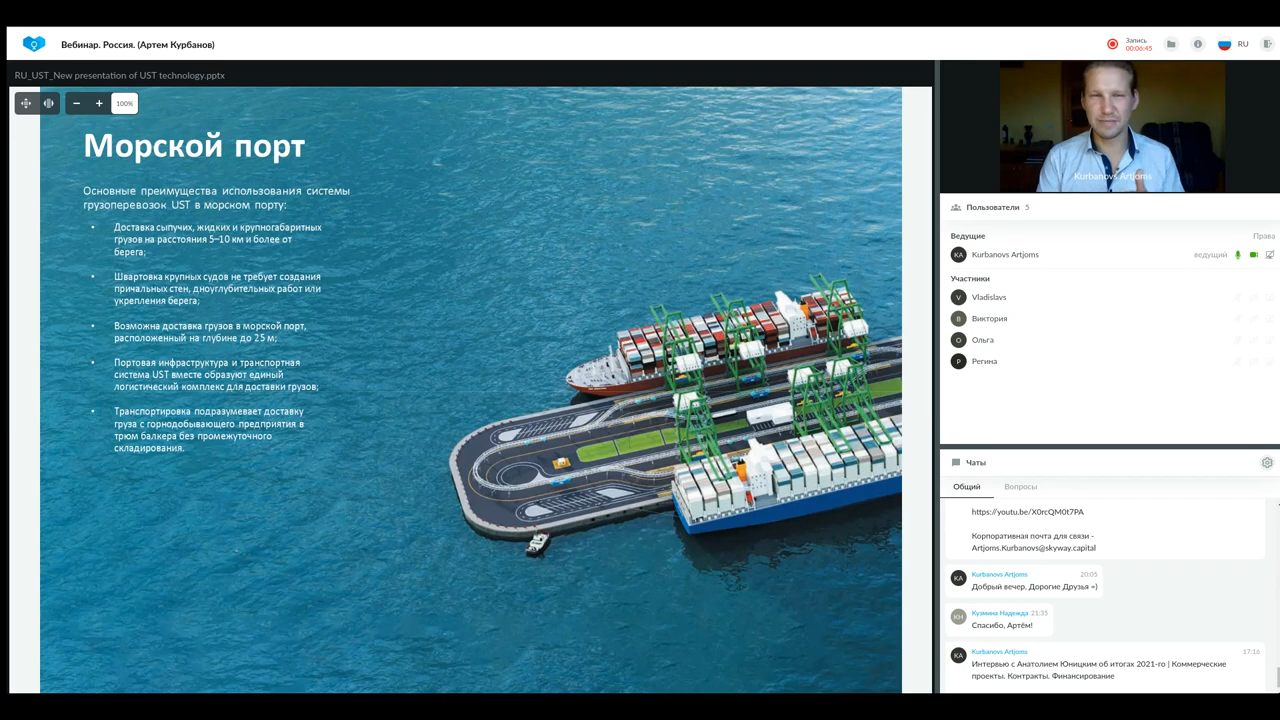 Вебинар. Россия. (Артем Курбанов)
Запись
00:06:45
RU
RU_UST_New presentation of UST technology.pptx
100%
Морской порт
Основные преимущества использования системы
грузоперевозок UST в морском порту:
• Доставка сыпучих, жидких и крупногабаритных
грузов на расстояния 5–10 км и более от
берега;
• Швартовка крупных судов не требует создания
причальных стен, дноуглубительных работ или
укрепления берега;
• Возможна доставка грузов в морской порт,
расположенный на глубине до 25 м;
• Портовая инфраструктура и транспортная
система UST вместе образуют единый
логистический комплекс для доставки грузов;
• Транспортировка подразумевает доставку
груза с горнодобывающего предприятия в
трюм балкера без промежуточного
складирования.
Kurbanovs Artjoms
Пользователи 5
Ведущие Права
KA Kurbanovs Artjoms ведущий
Участники
V Vladislavs
В Виктория
О Ольга
Р Регина
Чаты
Общий Вопросы
https://youtu.be/X0rcQM0t7PA
Корпоративная почта для связи -
Artjoms.Kurbanovs@skyway.capital
KA Kurbanovs Artjoms 20:05
Добрый вечер, Дорогие Друзья =)
КН Кузмина Надежда 21:35
Спасибо, Артём!
KA Kurbanovs Artjoms 17:16
Интервью с Анатолием Юницким об итогах 2021-го | Коммерческие
проекты. Контракты. Финансирование